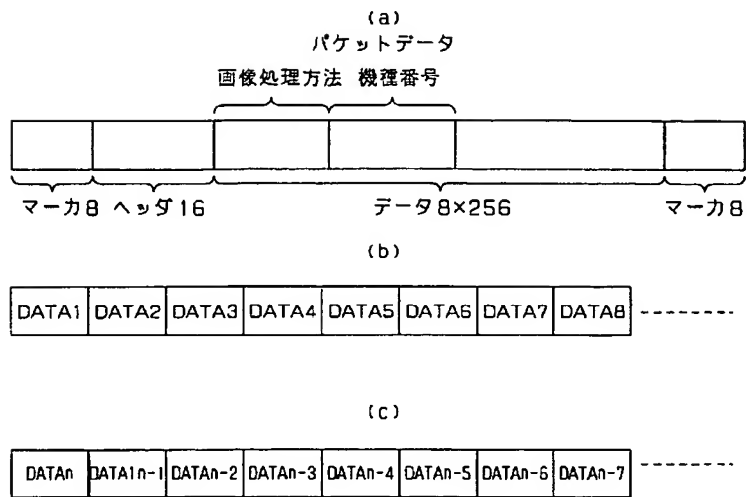 (a)
パケットデータ
画像処理方法 機種番号
マーカ8 ヘッダ16 データ8×256 マーカ8
(b)
DATA1 DATA2 DATA3 DATA4 DATA5 DATA6 DATA7 DATA8
(c)
DATAn DATA1n-1 DATAn-2 DATAn-3 DATAn-4 DATAn-5 DATAn-6 DATAn-7